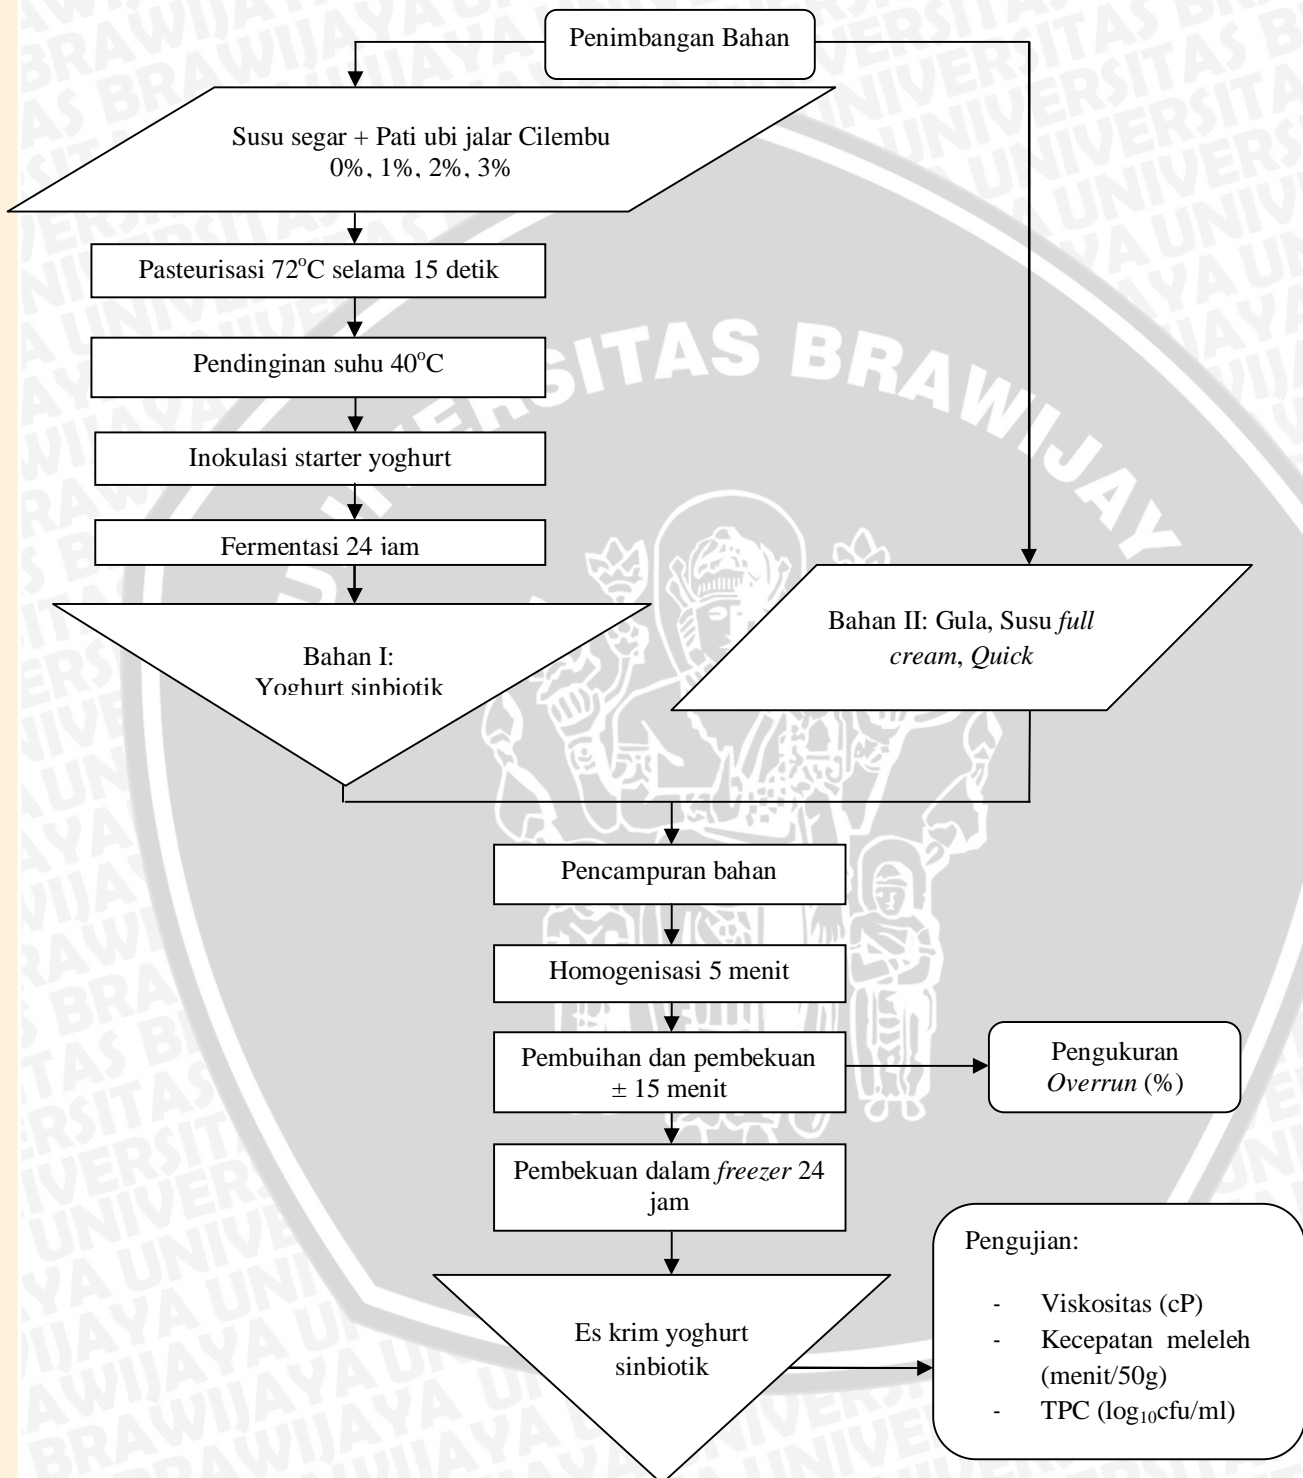 Penimbangan Bahan
Susu segar + Pati ubi jalar Cilembu
0%, 1%, 2%, 3%
Pasteurisasi 72°C selama 15 detik
Pendinginan suhu 40°C
Inokulasi starter yoghurt
Fermentasi 24 jam
Bahan I:
Yoghurt sinbiotik
Bahan II: Gula, Susu full
cream, Quick
Pencampuran bahan
Homogenisasi 5 menit
Pembuihan dan pembekuan
± 15 menit
Pengukuran
Overrun (%)
Pembekuan dalam freezer 24
jam
Es krim yoghurt
sinbiotik
Pengujian:
- Viskositas (cP)
- Kecepatan meleleh
(menit/50g)
- TPC (log₁₀cfu/ml)
UNIVERSITAS BRAWIJAY